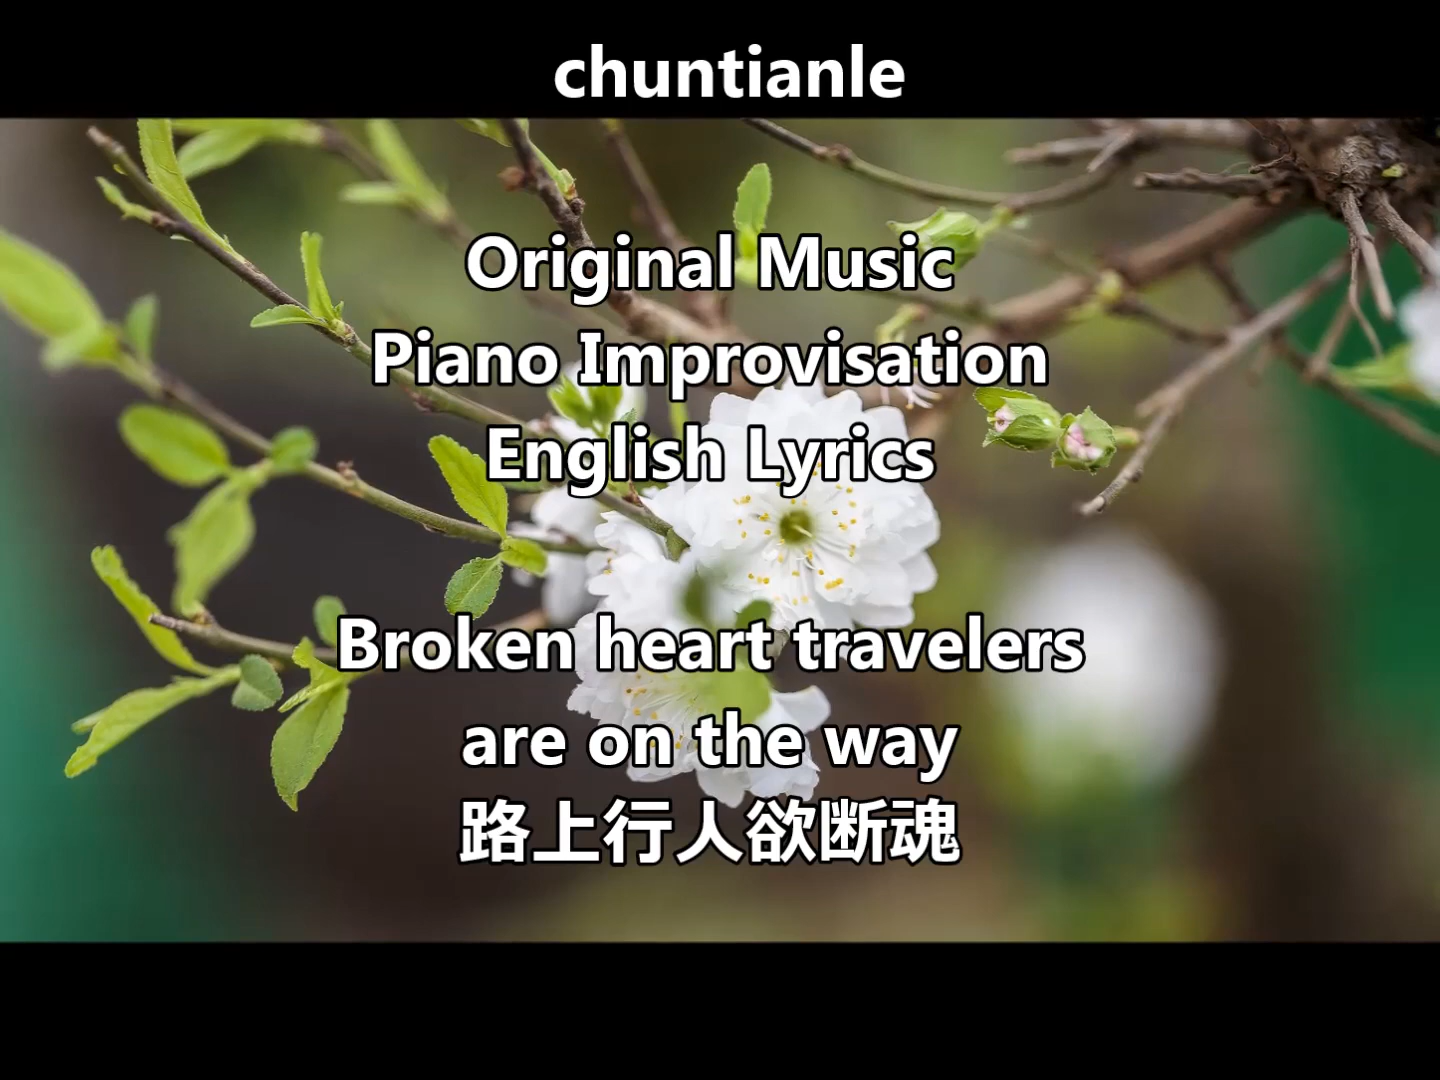 chuntianle
Original Music
Piano Improvisation
English Lyrics
Broken heart travelers
are on the way
路上行人欲断魂